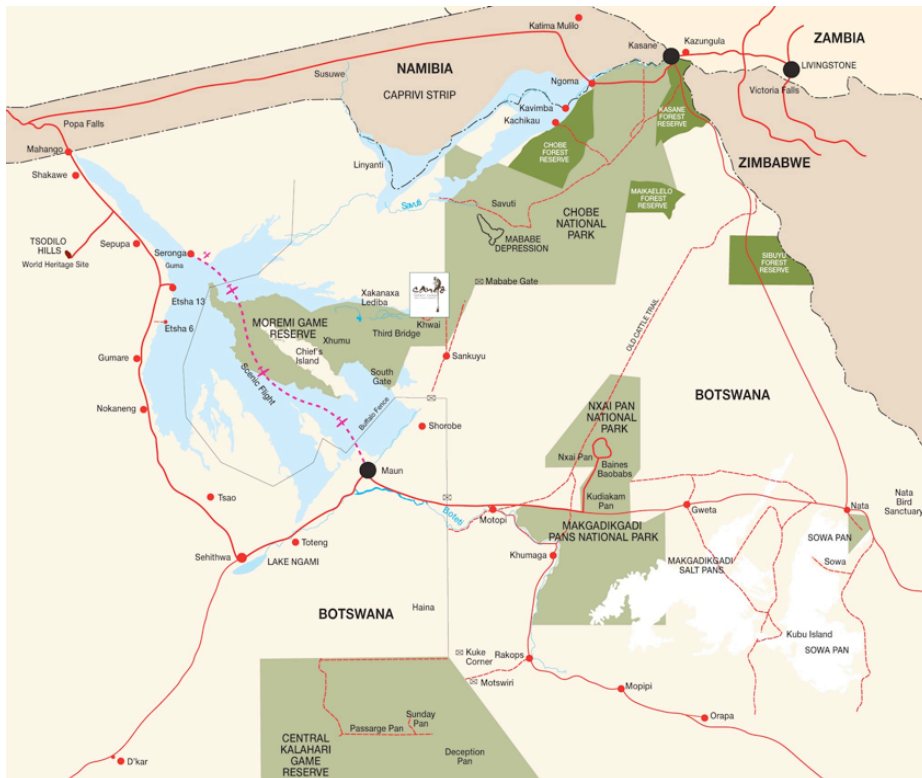 Katima Mulilo
Kasane
Kazungula
ZAMBIA
LIVINGSTONE
Victoria Falls
NAMIBIA
CAPRIVI STRIP
Susuwe
Ngoma
Kavimba
Kachikau
KASANE
FOREST
RESERVE
CHOBE
FOREST
RESERVE
ZIMBABWE
Popa Falls
Mahango
Shakawe
Linyanti
Savuti
Savuti
MAIKAELELO
FOREST
RESERVE
CHOBE
NATIONAL
PARK
MABABE
DEPRESSION
TSODILO
HILLS
World Heritage Site
Sepupa
Seronga
Guma
SIBUYU
FOREST
RESERVE
Mababe Gate
Etsha 13
Etsha 6
Xakanaxa
Lediba
Khwai
Third Bridge
MOREMI GAME
RESERVE
Xhumu
Chief's
Island
Sankuyu
OLD CATTLE TRAIL
Gumare
Scenic Flight
South
Gate
Nokaneng
Buffalo Fence
Shorobe
BOTSWANA
NXAI PAN
NATIONAL
PARK
Nxai Pan
Baines
Baobabs
Kudiakam
Pan
Maun
Tsao
Boteti
Motopi
Gweta
Nata
Nata
Bird
Sanctuary
MAKGADIKGADI
PANS NATIONAL PARK
SOWA PAN
Sowa
Toteng
Sehithwa
LAKE NGAMI
Khumaga
MAKGADIKGADI
SALT PANS
BOTSWANA
Haina
Kubu Island
SOWA PAN
Kuke
Corner
Rakops
Motswiri
Mopipi
Orapa
Sunday
Pan
Passarge Pan
CENTRAL
KALAHARI
GAME
RESERVE
Deception
Pan
D'kar